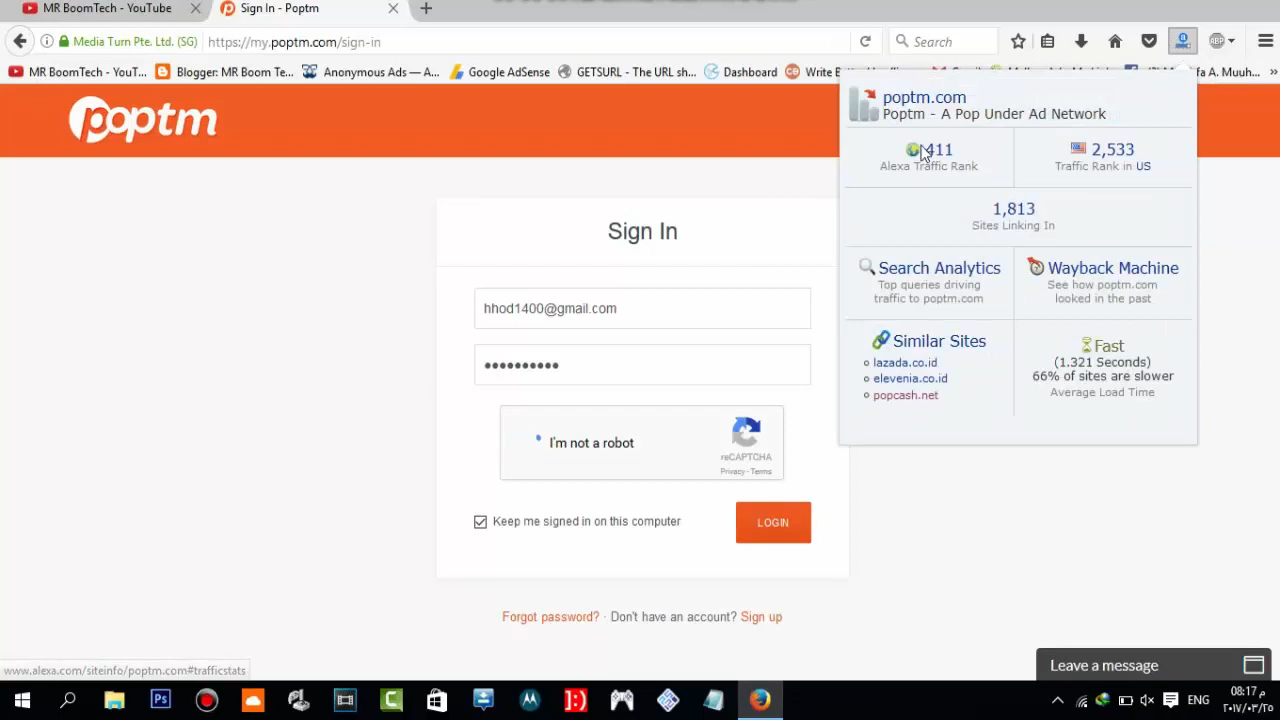 MR BoomTech - YouTube
Sign In - Poptm
Media Turn Pte. Ltd. (SG)
https://my.poptm.com/sign-in
Search
ABP
MR BoomTech - YouT...
Blogger: MR Boom Te...
Anonymous Ads — A...
Google AdSense
GETSURL - The URL sh...
Dashboard
poptm
poptm.com
Poptm - A Pop Under Ad Network
411
Alexa Traffic Rank
2,533
Traffic Rank in US
1,813
Sites Linking In
Search Analytics
Top queries driving
traffic to poptm.com
Wayback Machine
See how poptm.com
looked in the past
Similar Sites
lazada.co.id
elevenia.co.id
popcash.net
Fast
(1.321 Seconds)
66% of sites are slower
Average Load Time
Sign In
hhod1400@gmail.com
I'm not a robot
reCAPTCHA
Privacy - Terms
Keep me signed in on this computer
LOGIN
Forgot password? · Don't have an account? Sign up
www.alexa.com/siteinfo/poptm.com#trafficstats
Leave a message
Ps
ENG
08:17 م
٢٠١٧/٠٣/٢٥